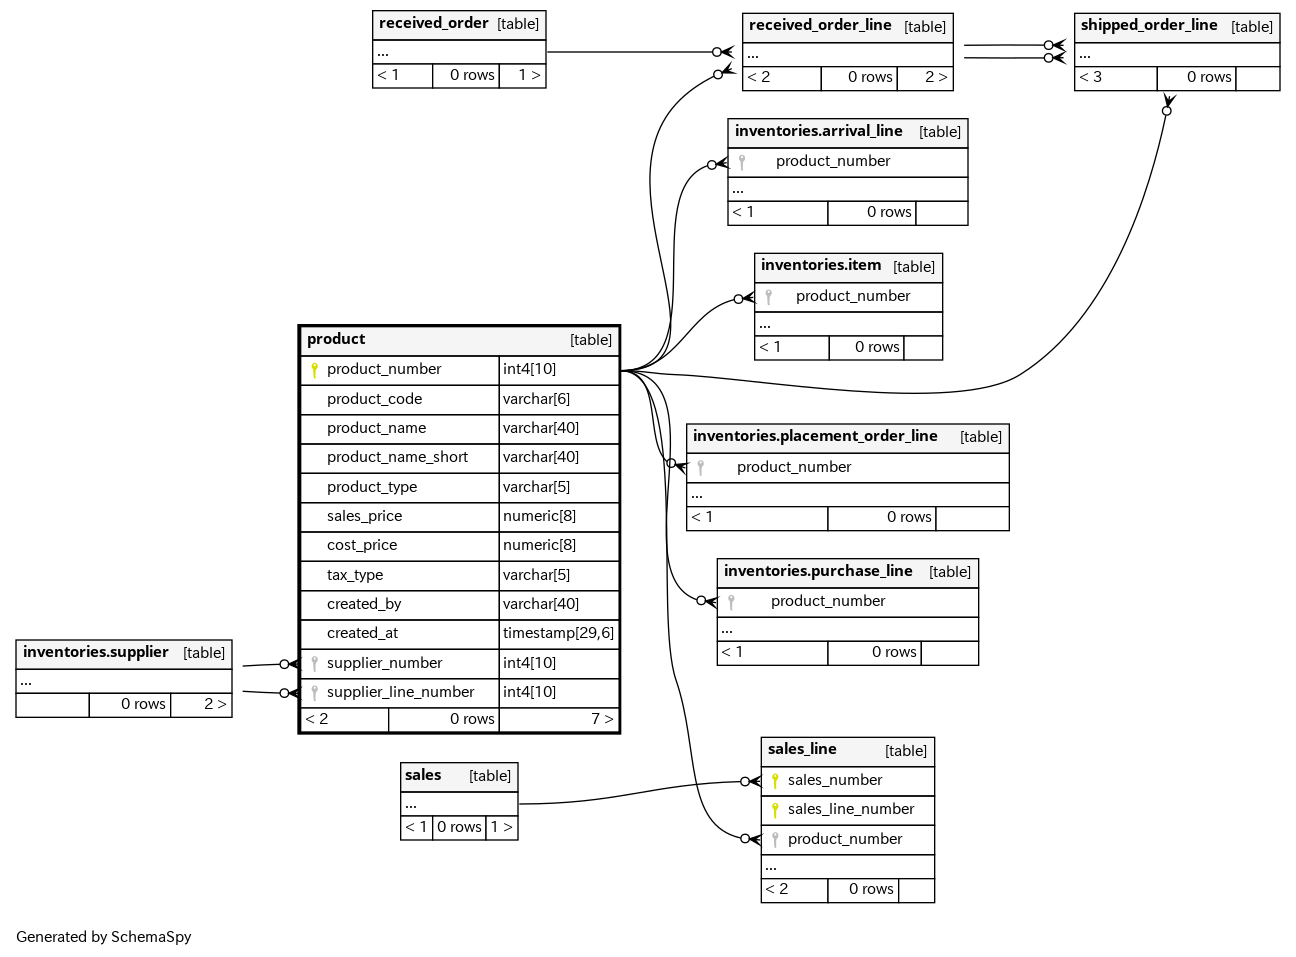 received_order [table]
...
< 1 0 rows 1 >
received_order_line [table]
...
< 2 0 rows 2 >
shipped_order_line [table]
...
< 3 0 rows
inventories.arrival_line [table]
product_number
...
< 1 0 rows
inventories.item [table]
product_number
...
< 1 0 rows
product [table]
product_number int4[10]
product_code varchar[6]
product_name varchar[40]
product_name_short varchar[40]
product_type varchar[5]
sales_price numeric[8]
cost_price numeric[8]
tax_type varchar[5]
created_by varchar[40]
created_at timestamp[29,6]
supplier_number int4[10]
supplier_line_number int4[10]
< 2 0 rows 7 >
inventories.placement_order_line [table]
product_number
...
< 1 0 rows
inventories.purchase_line [table]
product_number
...
< 1 0 rows
inventories.supplier [table]
...
0 rows 2 >
sales [table]
...
< 1 0 rows 1 >
sales_line [table]
sales_number
sales_line_number
product_number
...
< 2 0 rows
Generated by SchemaSpy